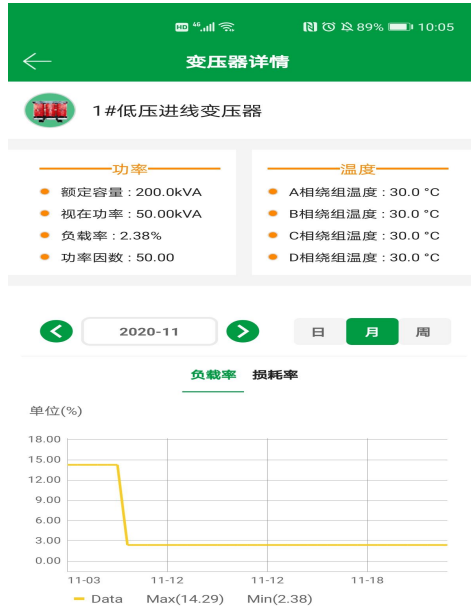 HD 46 89% 10:05
变压器详情
1#低压进线变压器
功率
额定容量：200.0kVA
视在功率：50.00kVA
负载率：2.38%
功率因数：50.00
温度
A相绕组温度：30.0 °C
B相绕组温度：30.0 °C
C相绕组温度：30.0 °C
D相绕组温度：30.0 °C
2020-11
日 月 周
负载率 损耗率
单位(%)
18.00
15.00
12.00
9.00
6.00
3.00
0.00
11-03 11-12 11-12 11-18
Data Max(14.29) Min(2.38)